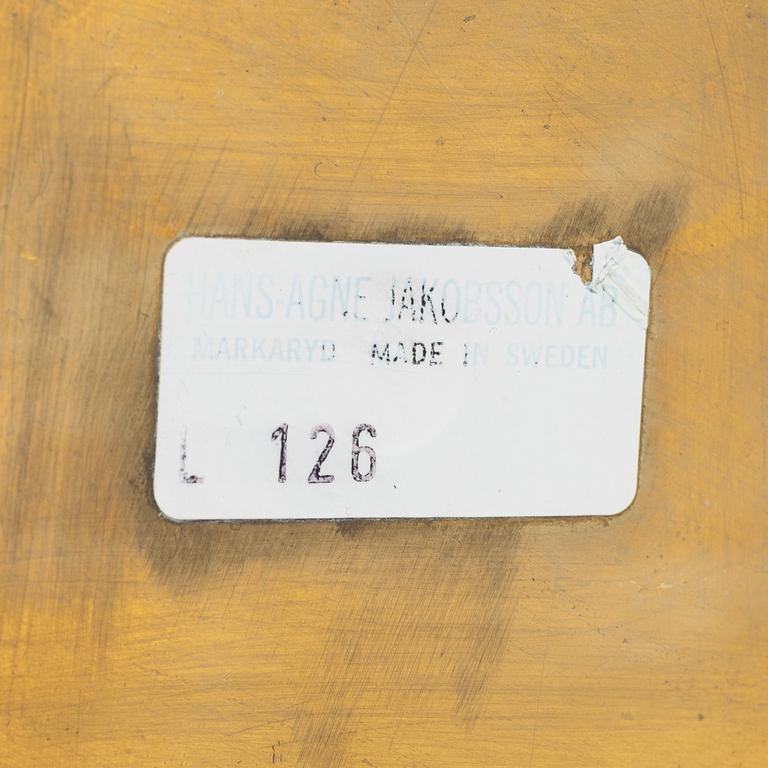 HANS-AGNE JAKOBSSON AB
MARKARYD MADE IN SWEDEN
L 126